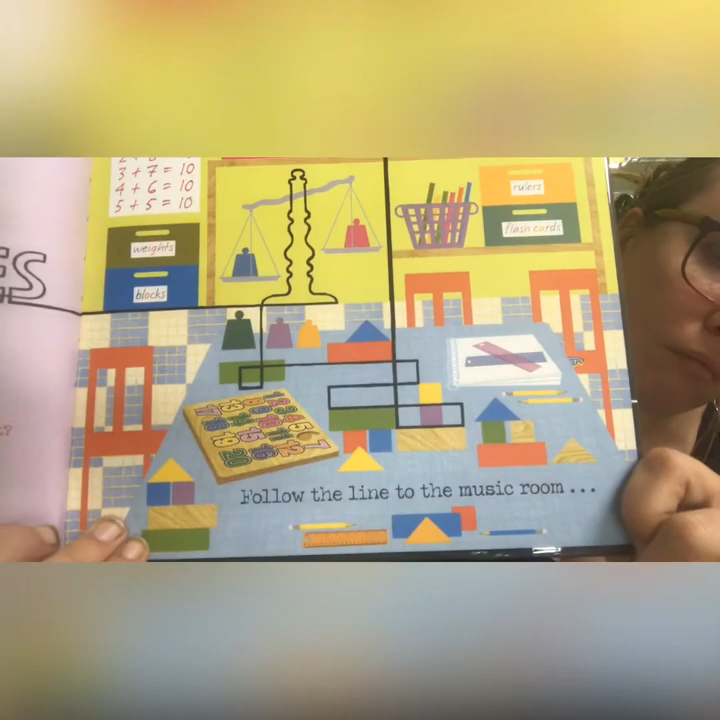 3 + 7 = 10
4 + 6 = 10
5 + 5 = 10
weights
blocks
rulers
flash cards
ES
Follow the line to the music room ...